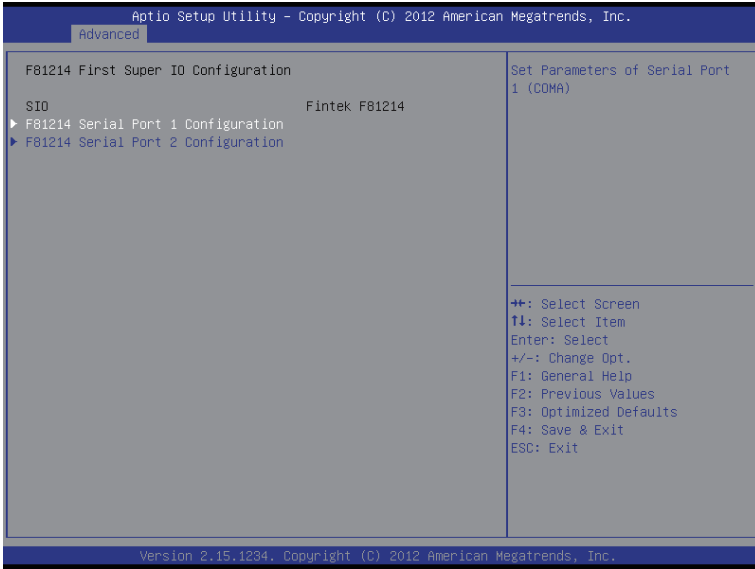 Aptio Setup Utility – Copyright (C) 2012 American Megatrends, Inc.
Advanced
F81214 First Super IO Configuration
SIO Fintek F81214
▶ F81214 Serial Port 1 Configuration
▶ F81214 Serial Port 2 Configuration
Set Parameters of Serial Port
1 (COMA)
→←: Select Screen
↑↓: Select Item
Enter: Select
+/-: Change Opt.
F1: General Help
F2: Previous Values
F3: Optimized Defaults
F4: Save & Exit
ESC: Exit
Version 2.15.1234. Copyright (C) 2012 American Megatrends, Inc.